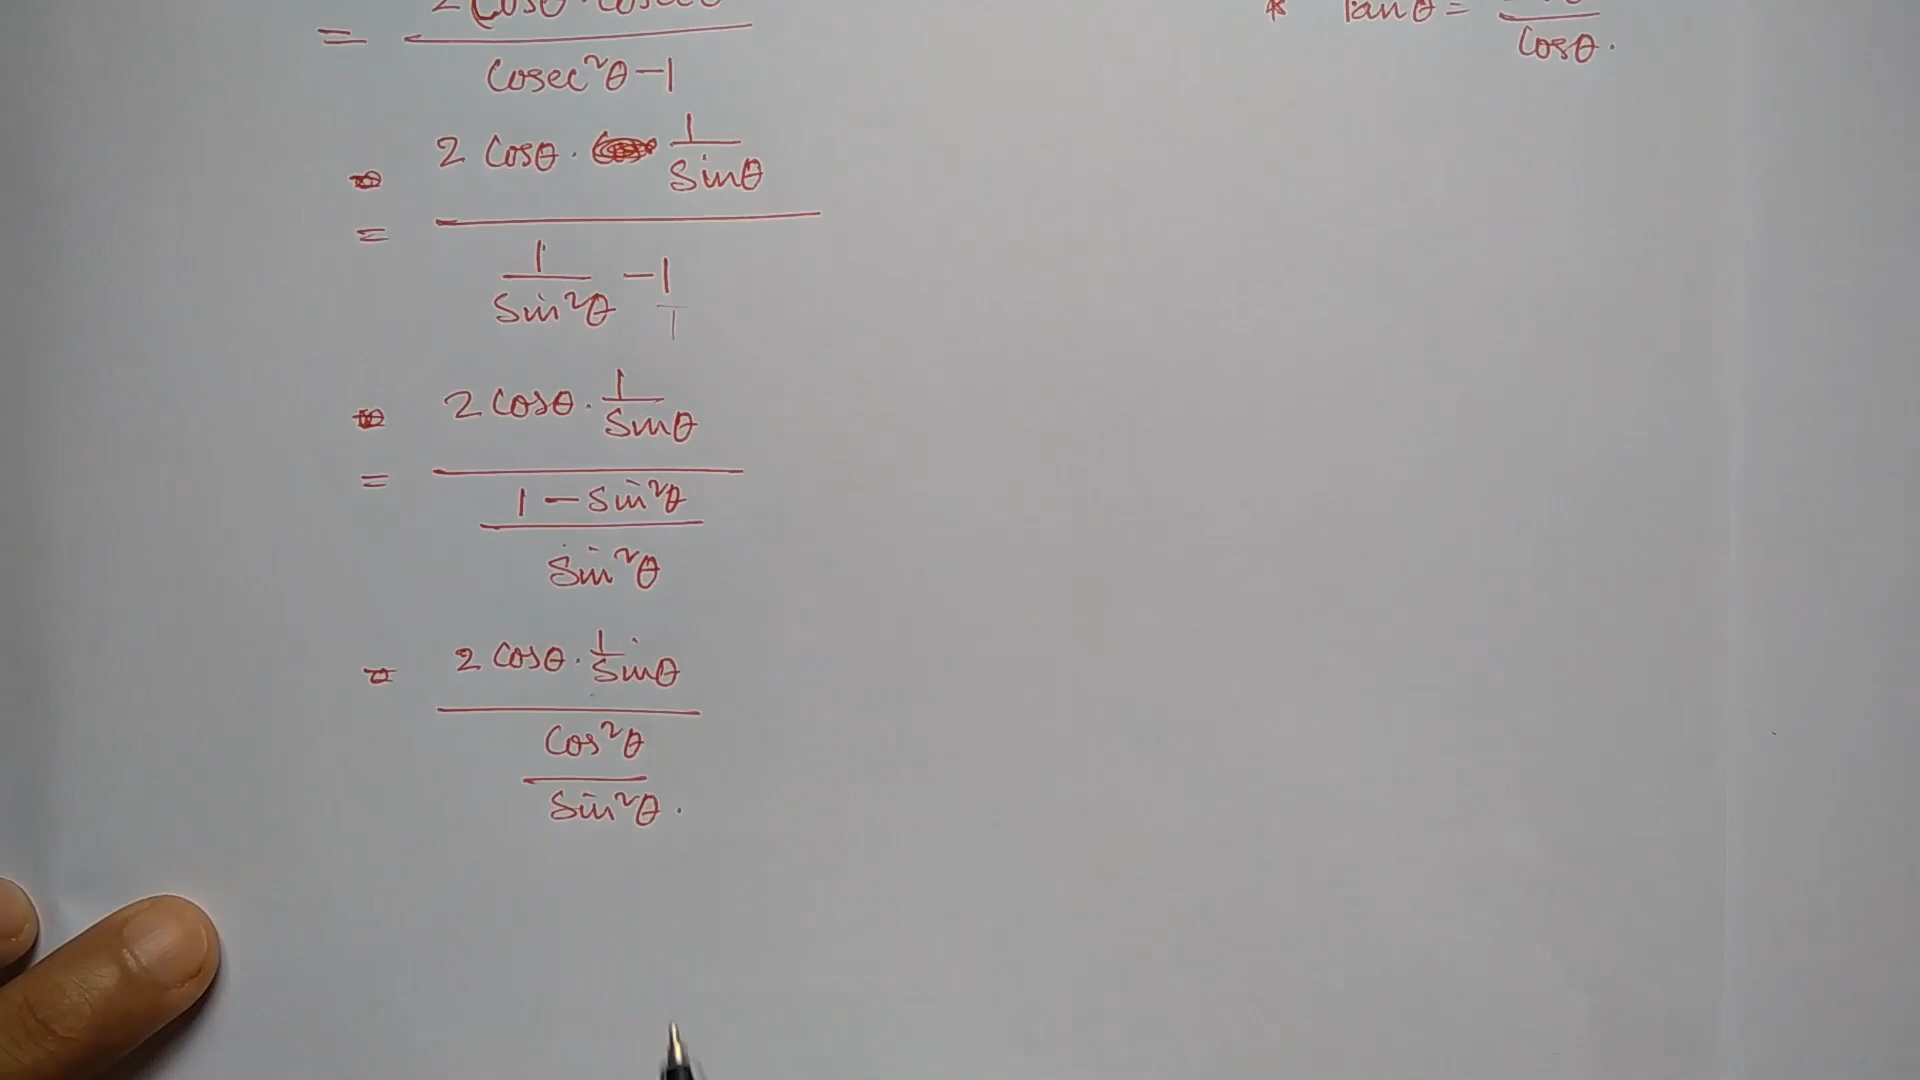 2 Cosθ · Cosecθ
= ―――――
Cosec²θ - 1
* Tanθ = ―――
Cosθ.
2 Cosθ · 1/Sinθ
= ―――――
1/Sin²θ - 1/1
2 Cosθ · 1/Sinθ
= ―――――
(1 - Sin²θ)/Sin²θ
2 Cosθ · 1/Sinθ
= ―――――
Cos²θ/Sin²θ.